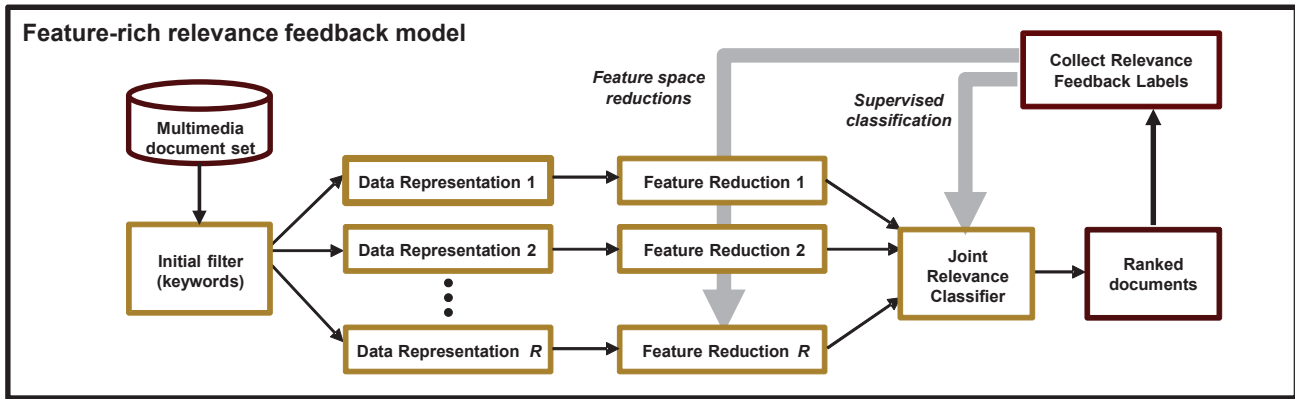 Feature-rich relevance feedback model
Multimedia
document set
Initial filter
(keywords)
Data Representation 1
Data Representation 2
Data Representation R
Feature space
reductions
Feature Reduction 1
Feature Reduction 2
Feature Reduction R
Supervised
classification
Joint
Relevance
Classifier
Collect Relevance
Feedback Labels
Ranked
documents